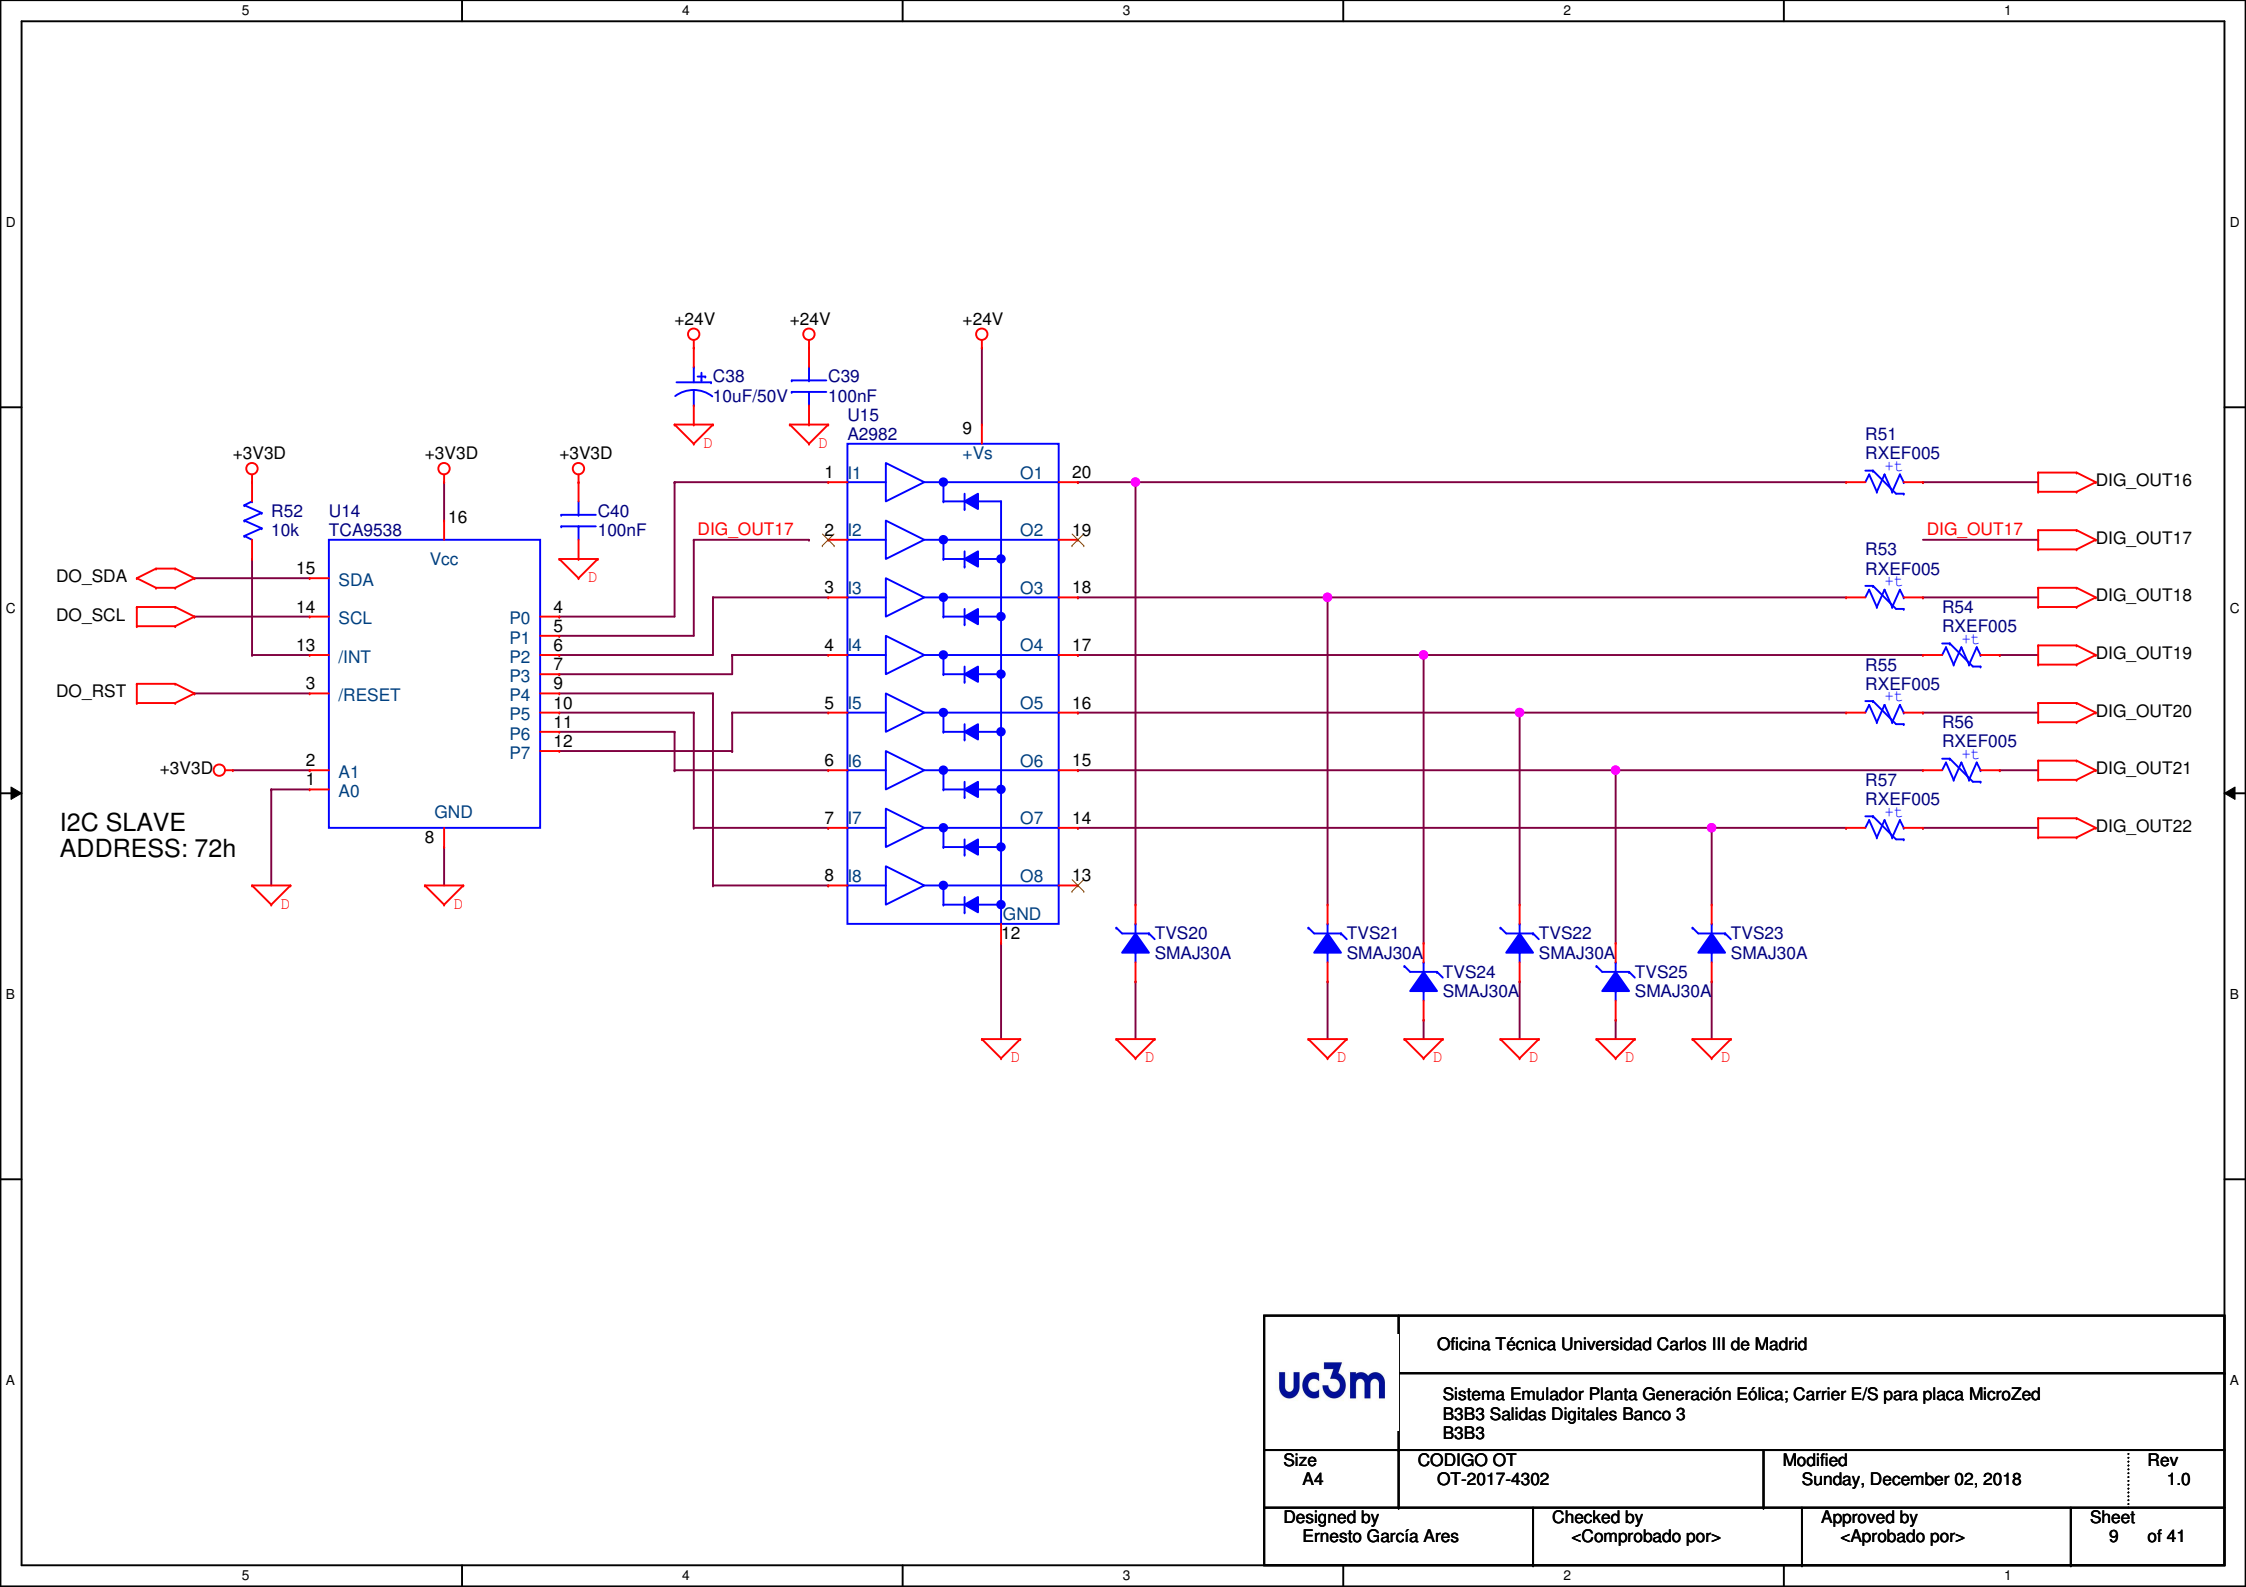 5 4 3 2 1
D D
+24V +24V +24V
C38 C39
10uF/50V 100nF
U15
A2982
9
+Vs
D D
+3V3D +3V3D +3V3D
R52 U14 C40
10k TCA9538 100nF
16
Vcc
D
DO_SDA 15 SDA
DO_SCL 14 SCL
13 /INT
DO_RST 3 /RESET
+3V3D 2 A1
1 A0
GND
8
D D
I2C SLAVE
ADDRESS: 72h
P0 4
P1 5
P2 6
P3 7
P4 9
P5 10
P6 11
P7 12
DIG_OUT17
1 I1 O1 20
2 I2 O2 19
3 I3 O3 18
4 I4 O4 17
5 I5 O5 16
6 I6 O6 15
7 I7 O7 14
8 I8 O8 13
GND
12
R51
RXEF005
+t
DIG_OUT16
DIG_OUT17 DIG_OUT17
R53
RXEF005
+t
DIG_OUT18
R54
RXEF005
+t
DIG_OUT19
R55
RXEF005
+t
DIG_OUT20
R56
RXEF005
+t
DIG_OUT21
R57
RXEF005
+t
DIG_OUT22
C C
TVS20 TVS21 TVS22 TVS23
SMAJ30A SMAJ30A SMAJ30A SMAJ30A
TVS24 TVS25
SMAJ30A SMAJ30A
B B
D D D D D D D
A A
uc3m
Oficina Técnica Universidad Carlos III de Madrid
Sistema Emulador Planta Generación Eólica; Carrier E/S para placa MicroZed
B3B3 Salidas Digitales Banco 3
B3B3
Size CODIGO OT Modified Rev
A4 OT-2017-4302 Sunday, December 02, 2018 1.0
Designed by Checked by Approved by Sheet
Ernesto García Ares <Comprobado por> <Aprobado por> 9 of 41
5 4 3 2 1